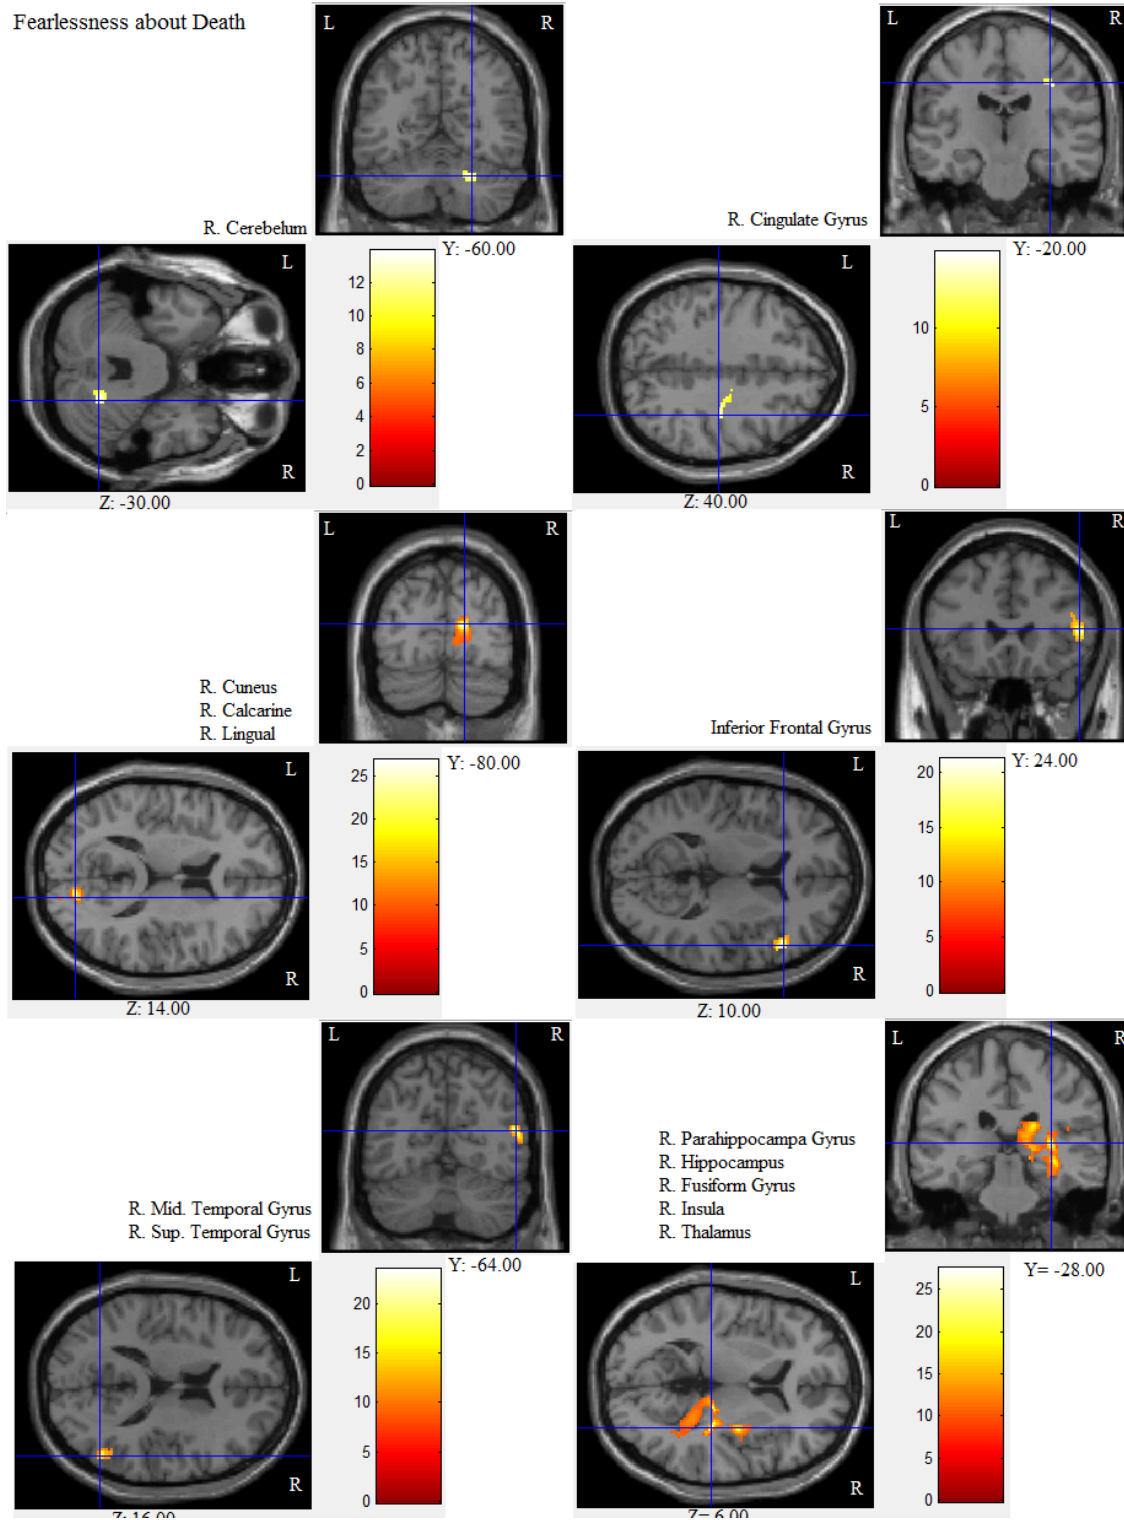 Fearlessness about Death
L R
R. Cerebelum
Y: -60.00
L
R
12
10
8
6
4
2
0
Z: -30.00
L R
R. Cingulate Gyrus
Y: -20.00
L
R
10
5
0
Z: 40.00
L R
R. Cuneus
R. Calcarine
R. Lingual
Y: -80.00
L
R
25
20
15
10
5
0
Z: 14.00
L R
Inferior Frontal Gyrus
Y: 24.00
L
R
20
15
10
5
0
Z: 10.00
L R
R. Mid. Temporal Gyrus
R. Sup. Temporal Gyrus
Y: -64.00
L
R
20
15
10
5
0
Z: 16.00
L R
R. Parahippocampa Gyrus
R. Hippocampus
R. Fusiform Gyrus
R. Insula
R. Thalamus
Y= -28.00
L
R
25
20
15
10
5
0
Z= 6.00